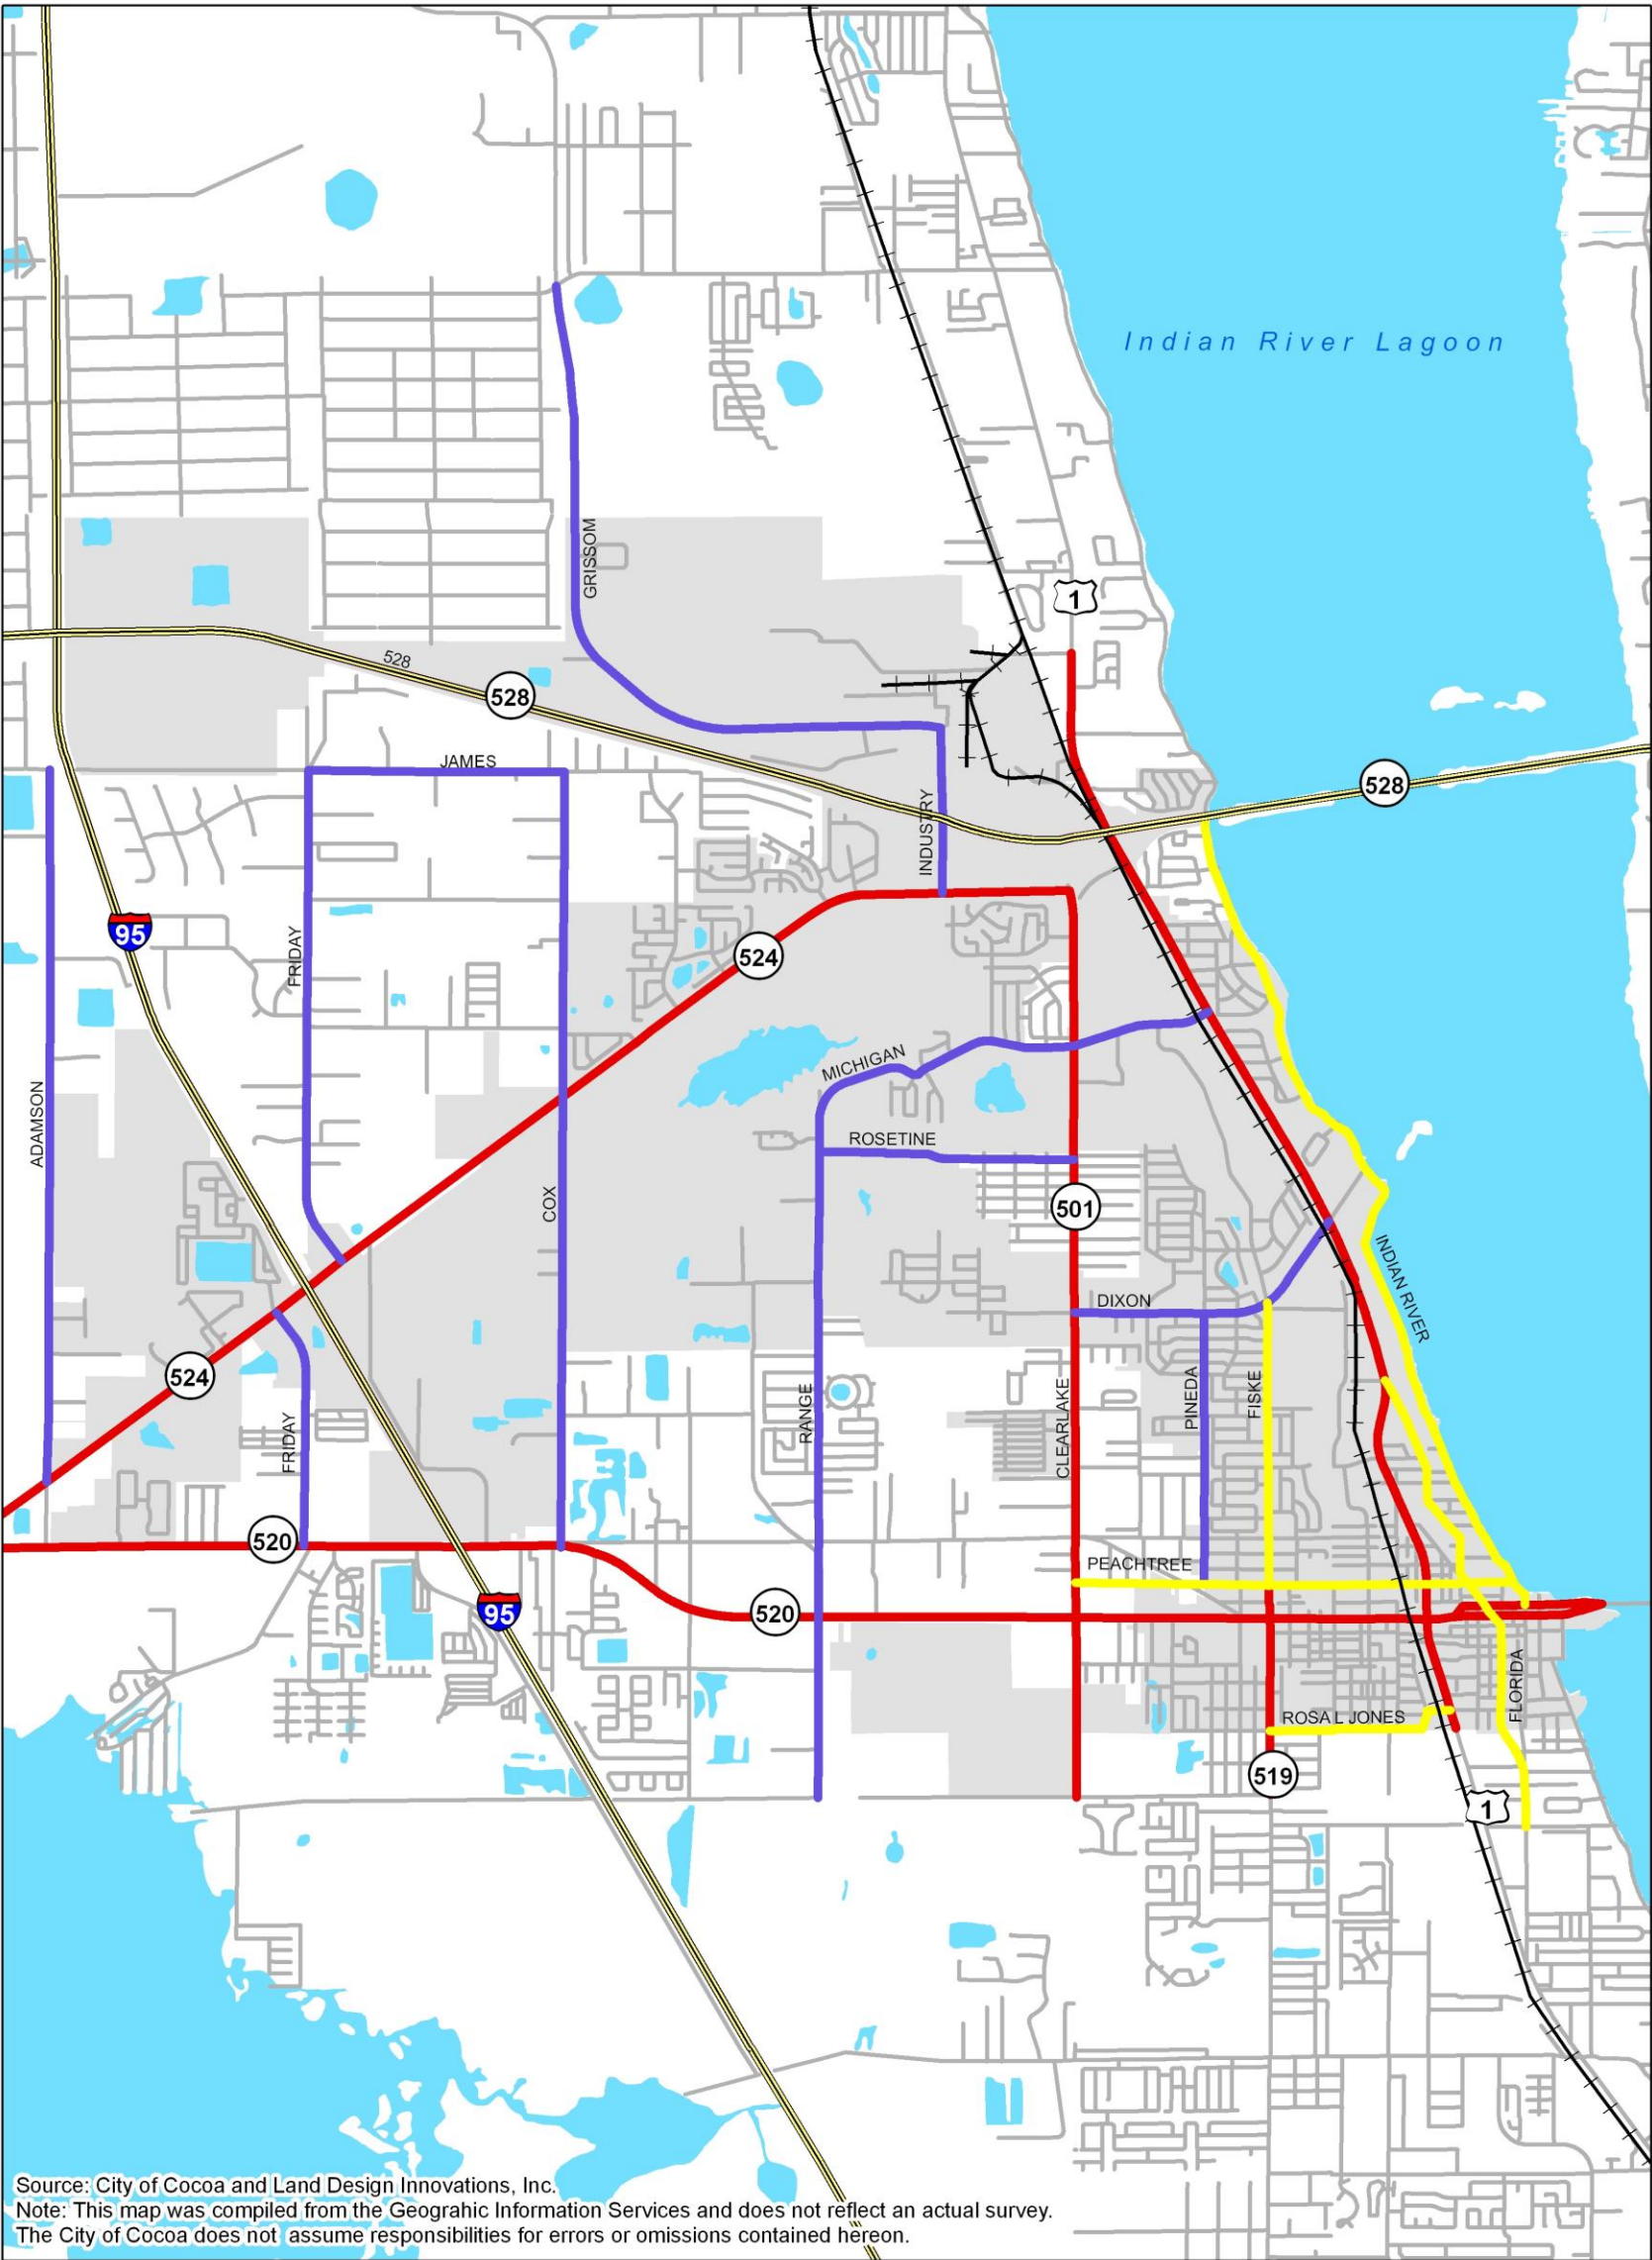 Indian River Lagoon
GRISSOM
1
528
528
JAMES
528
INDUSTRY
95
FRIDAY
524
MICHIGAN
ADAMSON
ROSETINE
COX
501
INDIAN RIVER
DIXON
524
RANGE
CLEARLAKE
PINEDA
FISKE
FRIDAY
520
PEACHTREE
95
520
FLORIDA
ROSA L JONES
519
1
Source: City of Cocoa and Land Design Innovations, Inc.
Note: This map was compiled from the Geograhic Information Services and does not reflect an actual survey.
The City of Cocoa does not assume responsibilities for errors or omissions contained hereon.